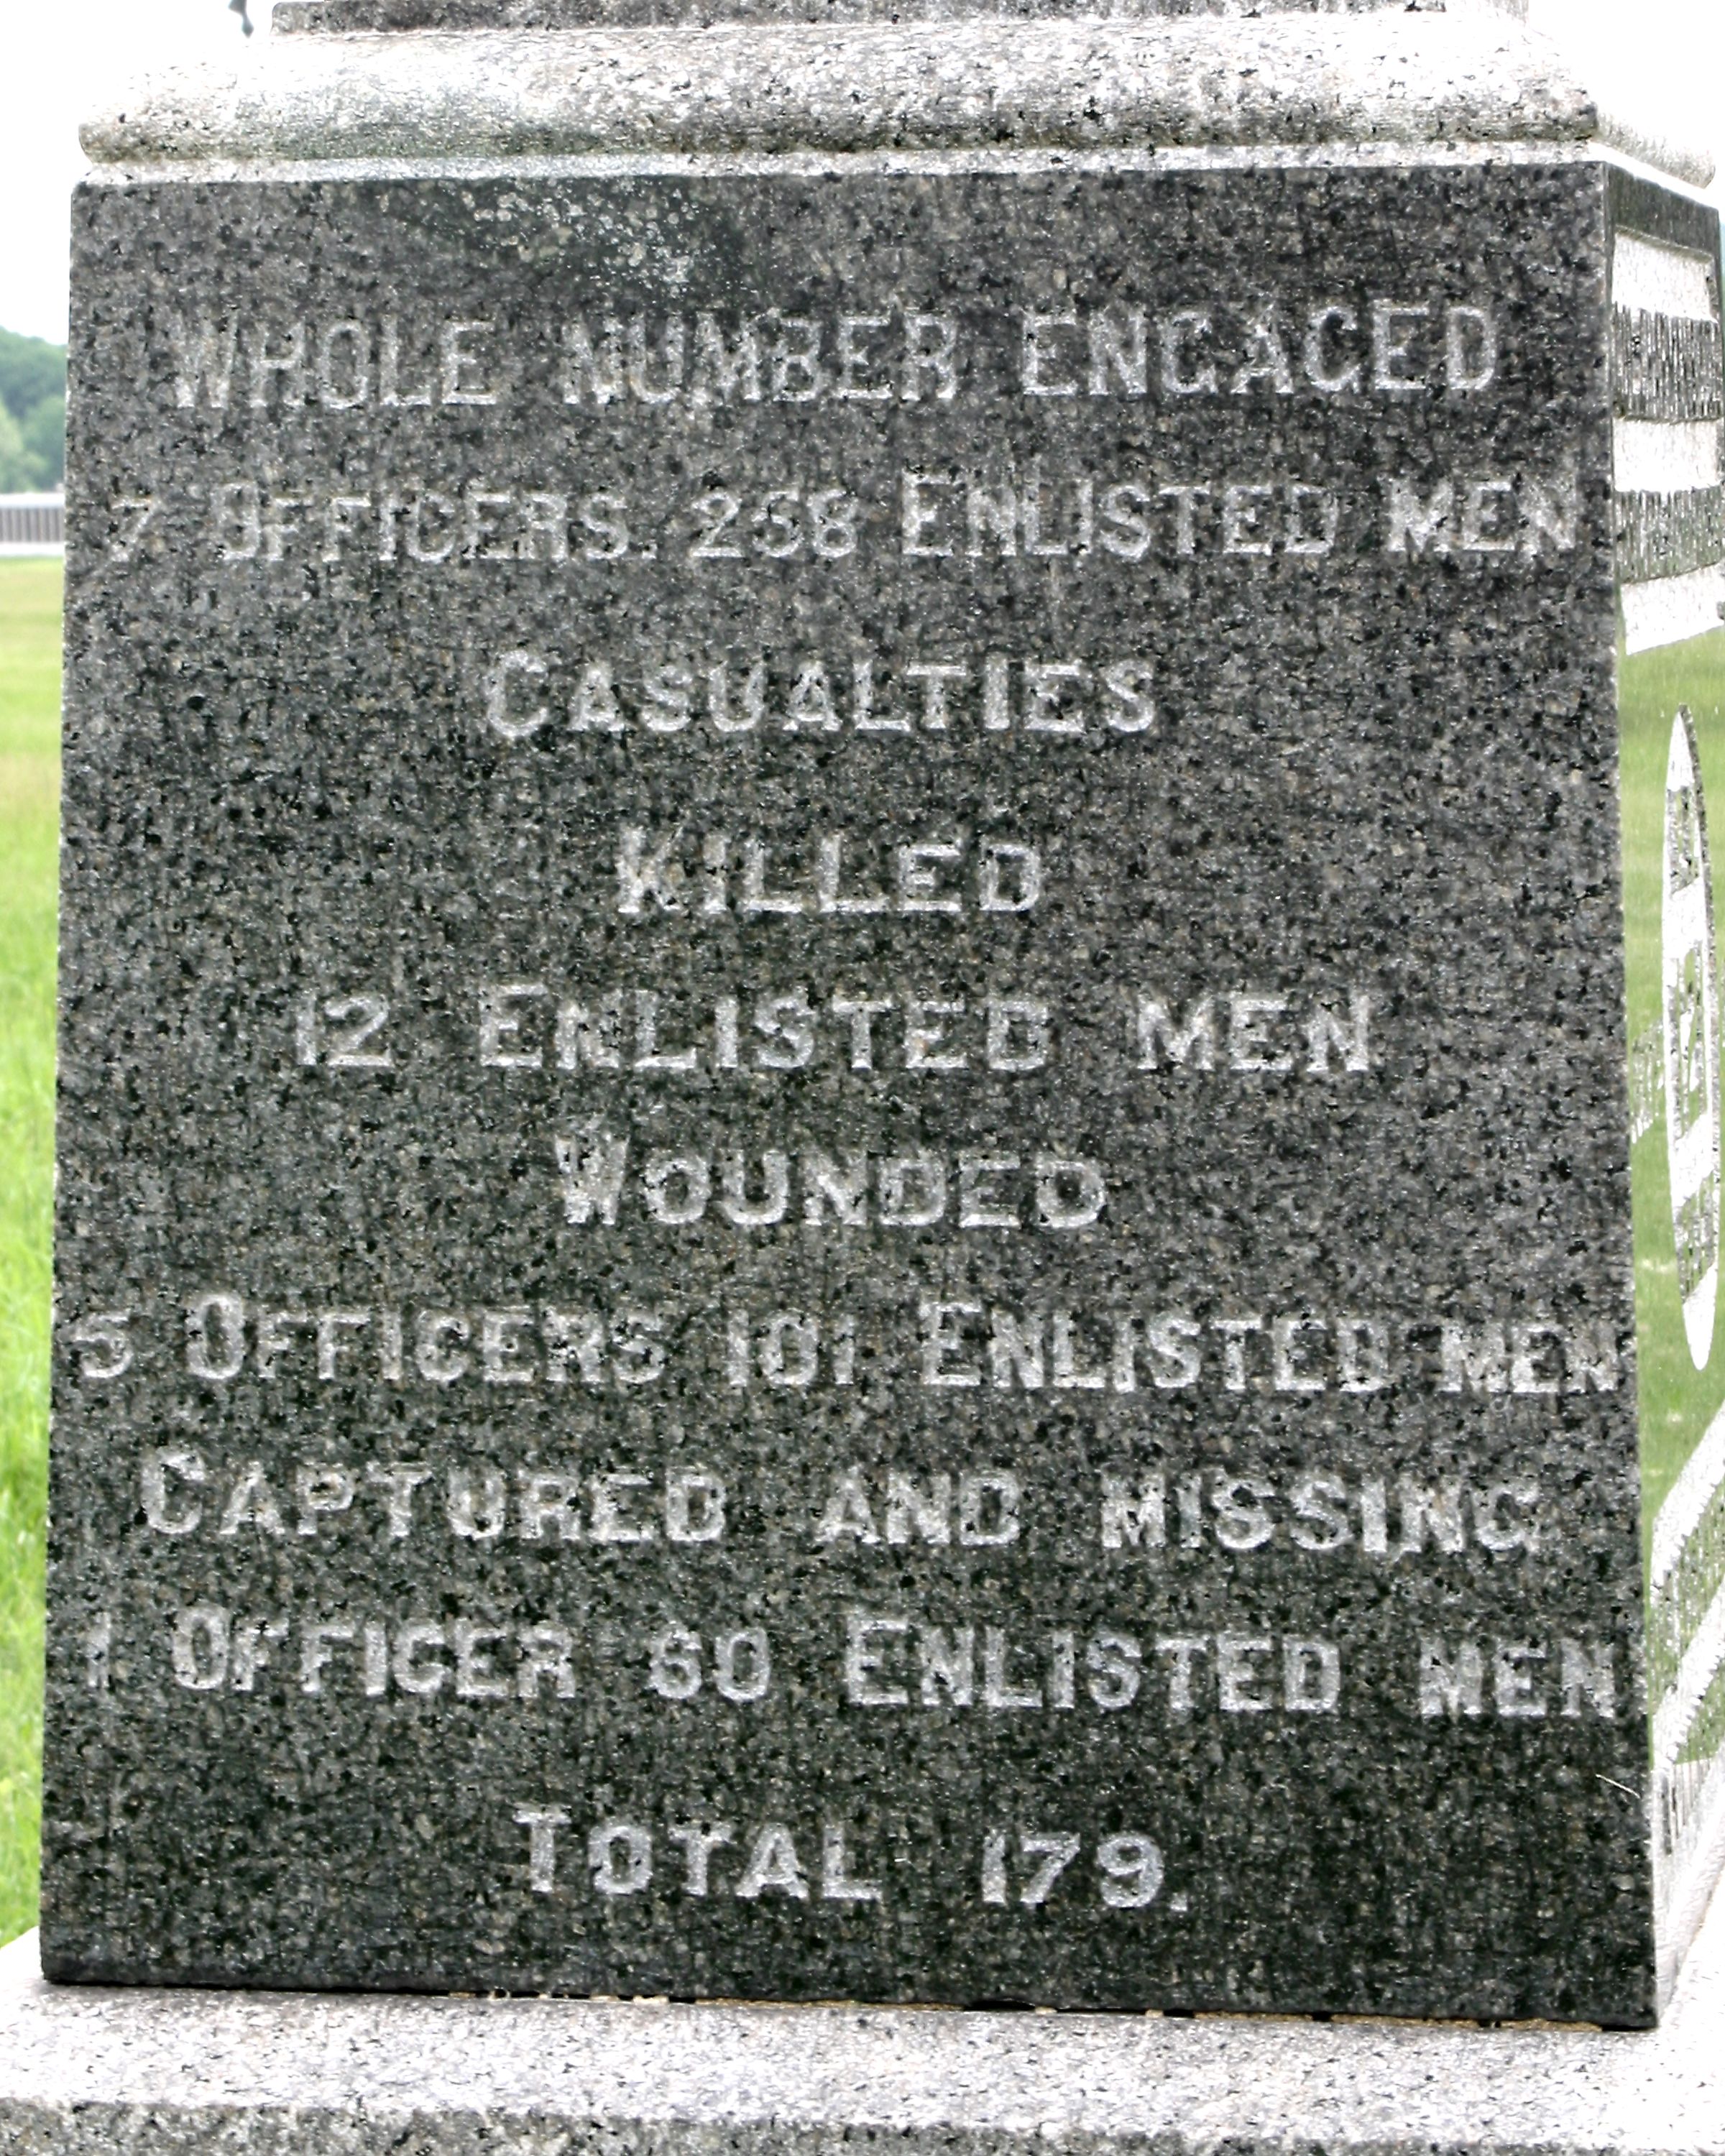 WHOLE NUMBER ENGAGED
7 OFFICERS. 258 ENLISTED MEN
CASUALTIES
KILLED
12 ENLISTED MEN
WOUNDED
5 OFFICERS 101 ENLISTED MEN
CAPTURED AND MISSING
1 OFFICER 60 ENLISTED MEN
TOTAL 179.